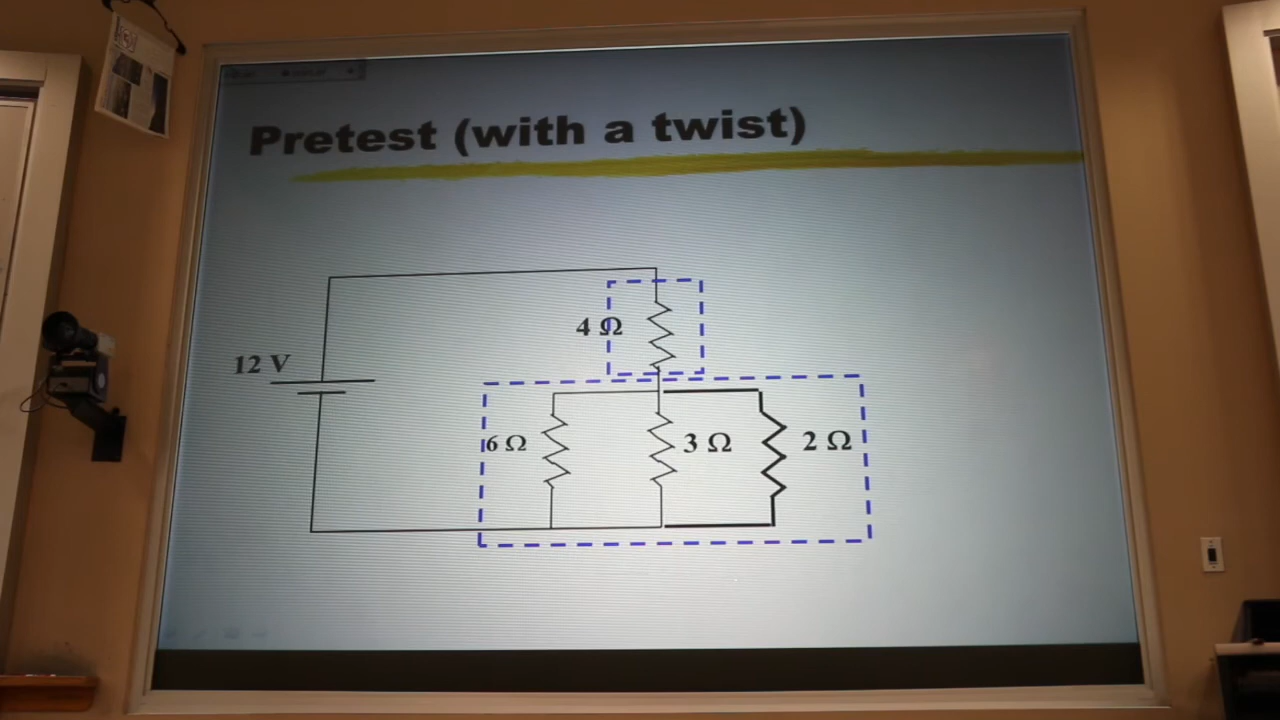 Pretest (with a twist)
4 Ω
12 V
6 Ω
3 Ω
2 Ω